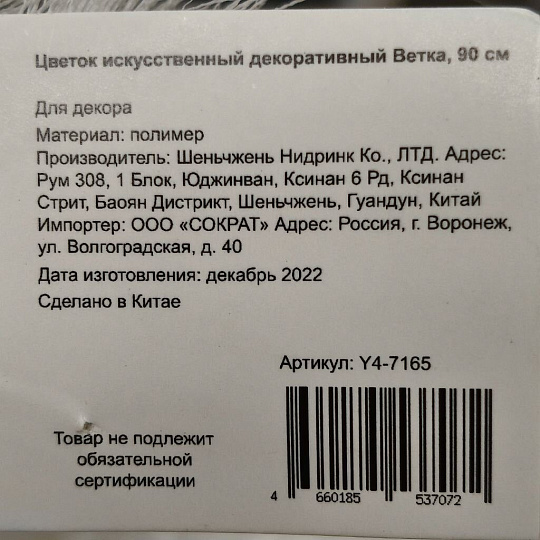 Цветок искусственный декоративный Ветка, 90 см
Для декора
Материал: полимер
Производитель: Шеньчжень Нидринк Ко., ЛТД. Адрес:
Рум 308, 1 Блок, Юджинван, Ксинан 6 Рд, Ксинан
Стрит, Баоян Дистрикт, Шеньчжень, Гуандун, Китай
Импортер: ООО «СОКРАТ» Адрес: Россия, г. Воронеж,
ул. Волгоградская, д. 40
Дата изготовления: декабрь 2022
Сделано в Китае
Артикул: Y4-7165
Товар не подлежит
обязательной
сертификации
4 660185 537072